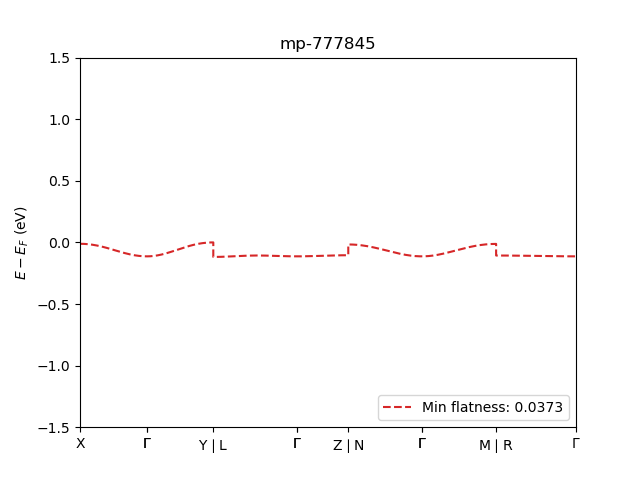 mp-777845
E − E_F (eV)
1.5
1.0
0.5
0.0
−0.5
−1.0
−1.5
Min flatness: 0.0373
X Γ Y | L Γ Z | N Γ M | R Γ